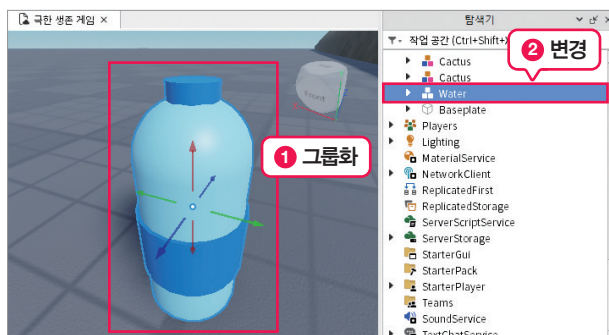 극한 생존 게임 ×
탐색기
작업 공간 (Ctrl+Shift+
2 변경
Cactus
Cactus
Water
Baseplate
Players
Lighting
MaterialService
NetworkClient
ReplicatedFirst
ReplicatedStorage
ServerScriptService
ServerStorage
StarterGui
StarterPack
StarterPlayer
Teams
SoundService
TextChatService
1 그룹화
Front